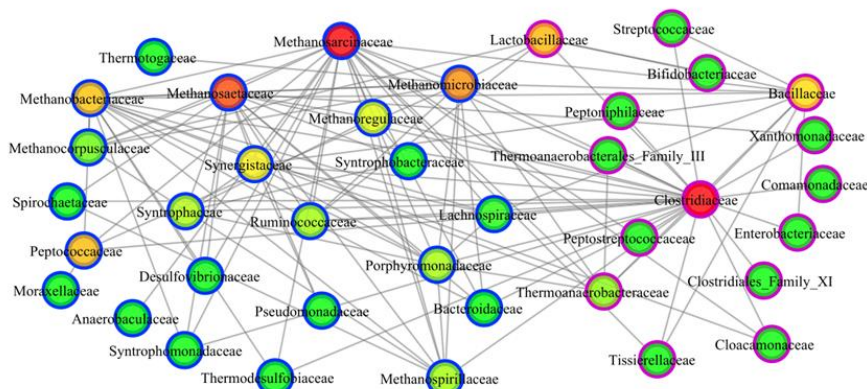 Streptococcaceae
Methanosarcinaceae
Lactobacillaceae
Thermotogaceae
Bifidobacteriaceae
Methanomicrobiaceae
Methanobacteriaceae
Methanosaetaceae
Bacillaceae
Peptoniphilaceae
Methanoregulaceae
Xanthomonadaceae
Methanocorpusculaceae
Thermoanaerobacterales_Family_III
Synergistaceae
Syntrophobacteraceae
Comamonadaceae
Spirochaetaceae
Clostridiaceae
Syntrophaceae
Lachnospiraceae
Ruminococcaceae
Enterobacteriaceae
Peptostreptococcaceae
Peptococcaceae
Porphyromonadaceae
Desulfovibrionaceae
Clostridiales_Family_XI
Moraxellaceae
Thermoanaerobacteraceae
Pseudomonadaceae
Bacteroidaceae
Anaerobaculaceae
Cloacamonaceae
Syntrophomonadaceae
Tissierellaceae
Thermodesulfobiaceae
Methanospirillaceae